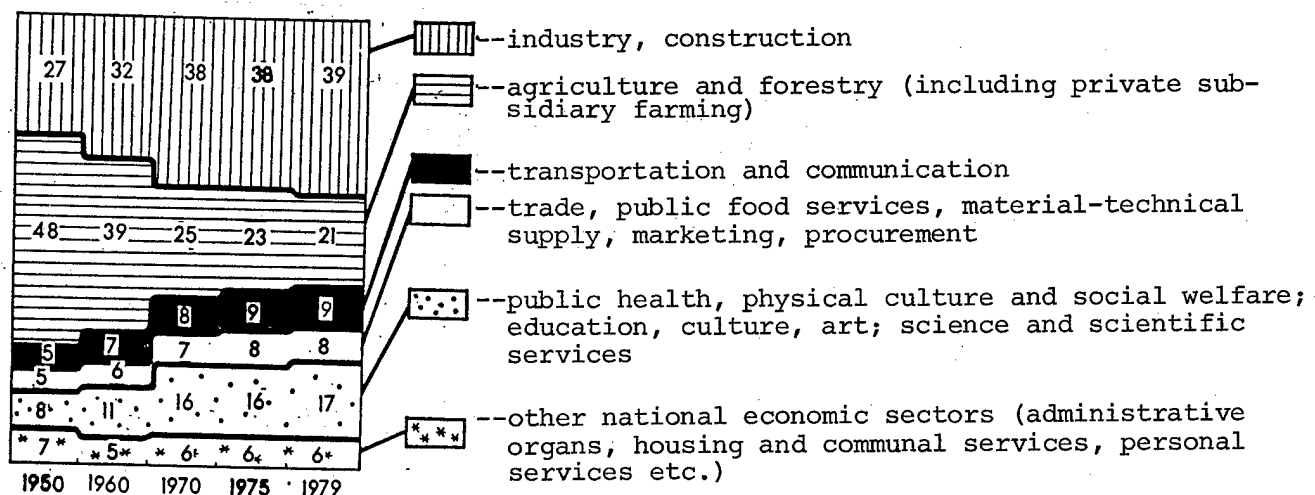 27 32 38 38 39
48 39 25 23 21
5 7 8 9 9
5 6 7 8 8
8 11 16 16 17
* 7 * * 5 * * 6 * * 6 * * 6 *
1950 1960 1970 1975 1979
--industry, construction
--agriculture and forestry (including private sub-
sidiary farming)
--transportation and communication
--trade, public food services, material-technical
supply, marketing, procurement
--public health, physical culture and social welfare;
education, culture, art; science and scientific
services
--other national economic sectors (administrative
organs, housing and communal services, personal
services etc.)